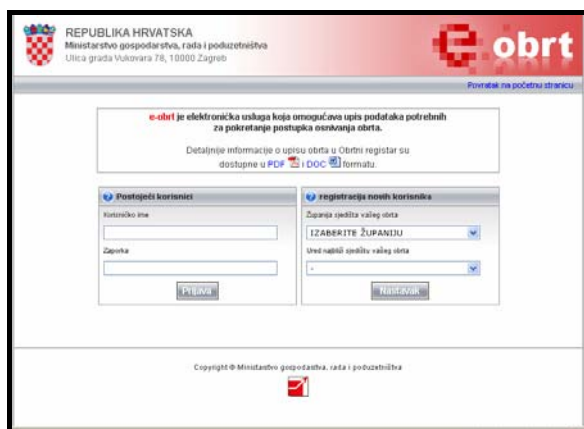 REPUBLIKA HRVATSKA
Ministarstvo gospodarstva, rada i poduzetništva
Ulica grada Vukovara 78, 10000 Zagreb
e obrt
Povratak na početnu stranicu
e-obrt je elektronička usluga koja omogućava upis podataka potrebnih
za pokretanje postupka osnivanja obrta.
Detaljnije informacije o upisu obrta u Obrtni registar su
dostupne u PDF i DOC formatu.
Postojeći korisnici
Korisničko ime
Zaporka
Prijava
registracija novih korisnika
Županija sjedišta vašeg obrta
IZABERITE ŽUPANIJU
Ured najbliži sjedištu vašeg obrta
-
Nastavak
Copyright © Ministarstvo gospodarstva, rada i poduzetništva